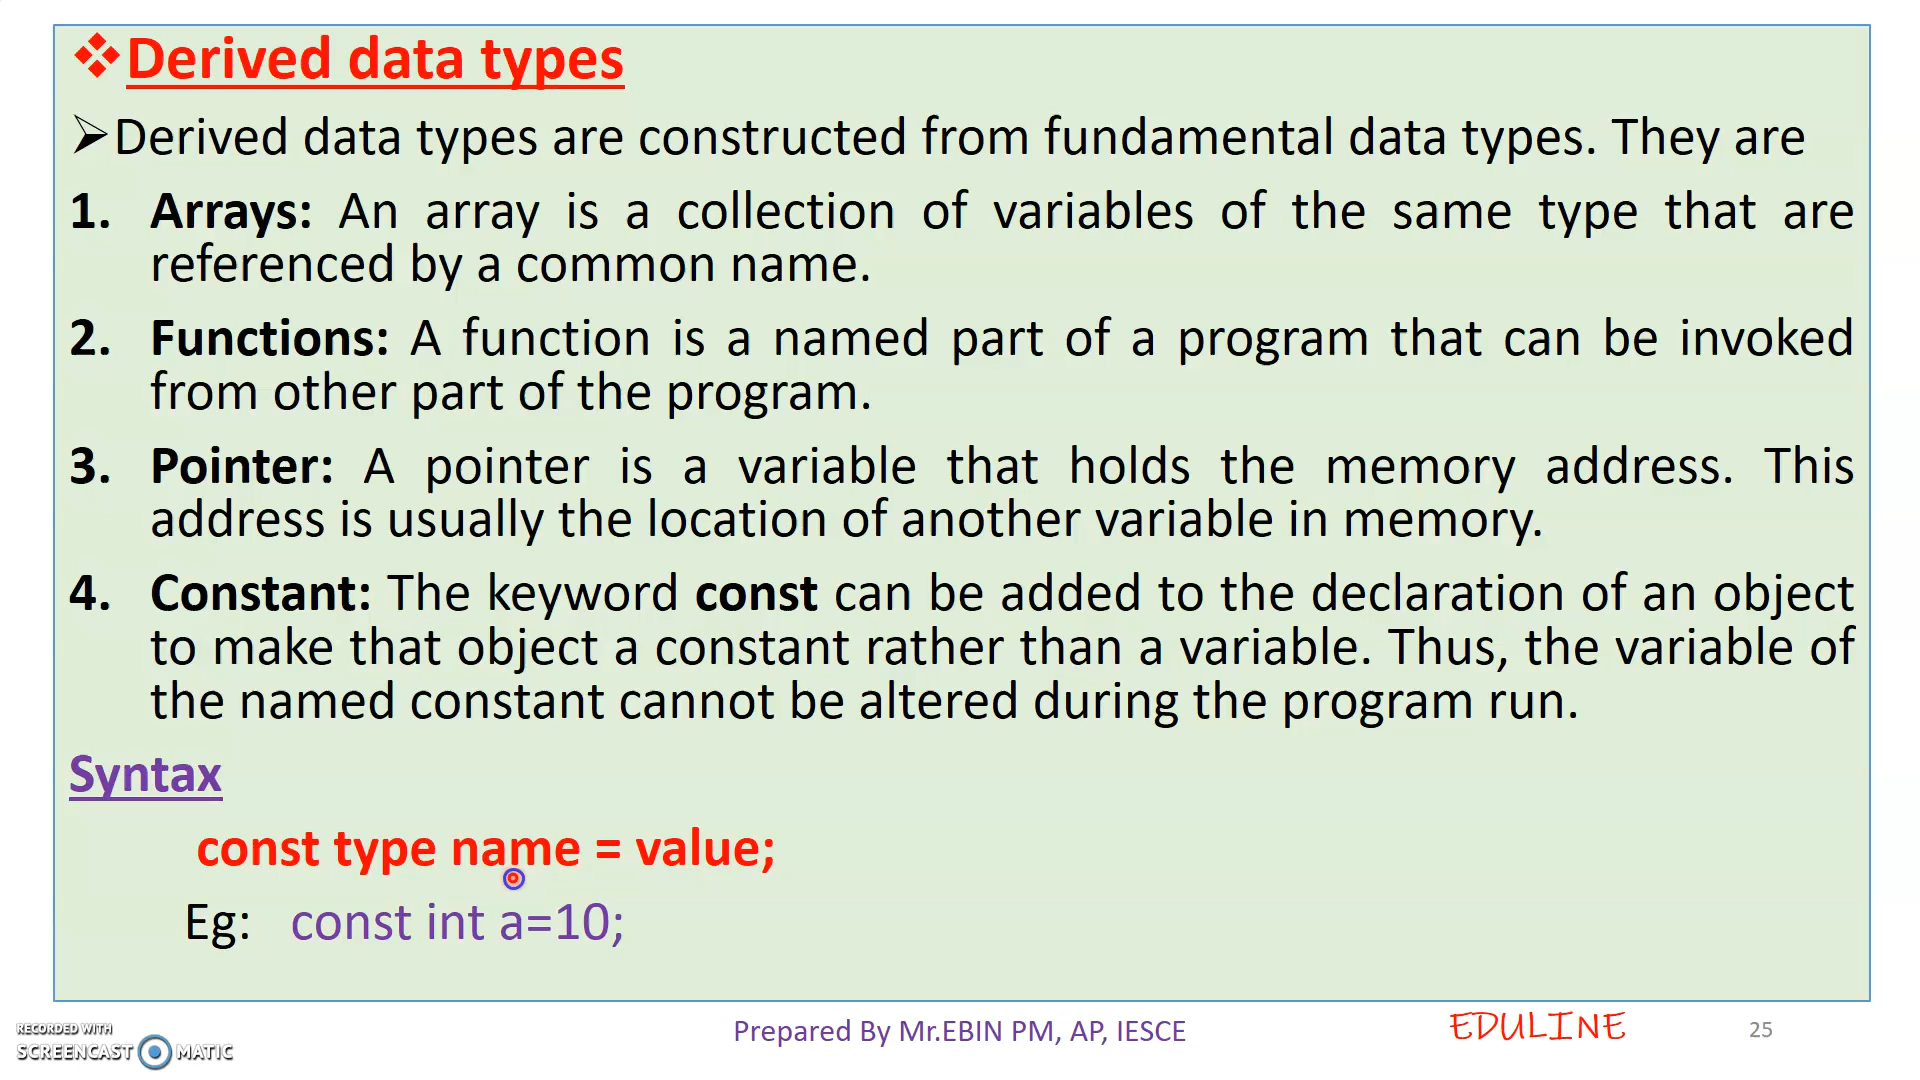 Derived data types
Derived data types are constructed from fundamental data types. They are
1. Arrays: An array is a collection of variables of the same type that are
referenced by a common name.
2. Functions: A function is a named part of a program that can be invoked
from other part of the program.
3. Pointer: A pointer is a variable that holds the memory address. This
address is usually the location of another variable in memory.
4. Constant: The keyword const can be added to the declaration of an object
to make that object a constant rather than a variable. Thus, the variable of
the named constant cannot be altered during the program run.
Syntax
const type name = value;
Eg: const int a=10;
RECORDED WITH
SCREENCAST MATIC
Prepared By Mr.EBIN PM, AP, IESCE
EDULINE
25